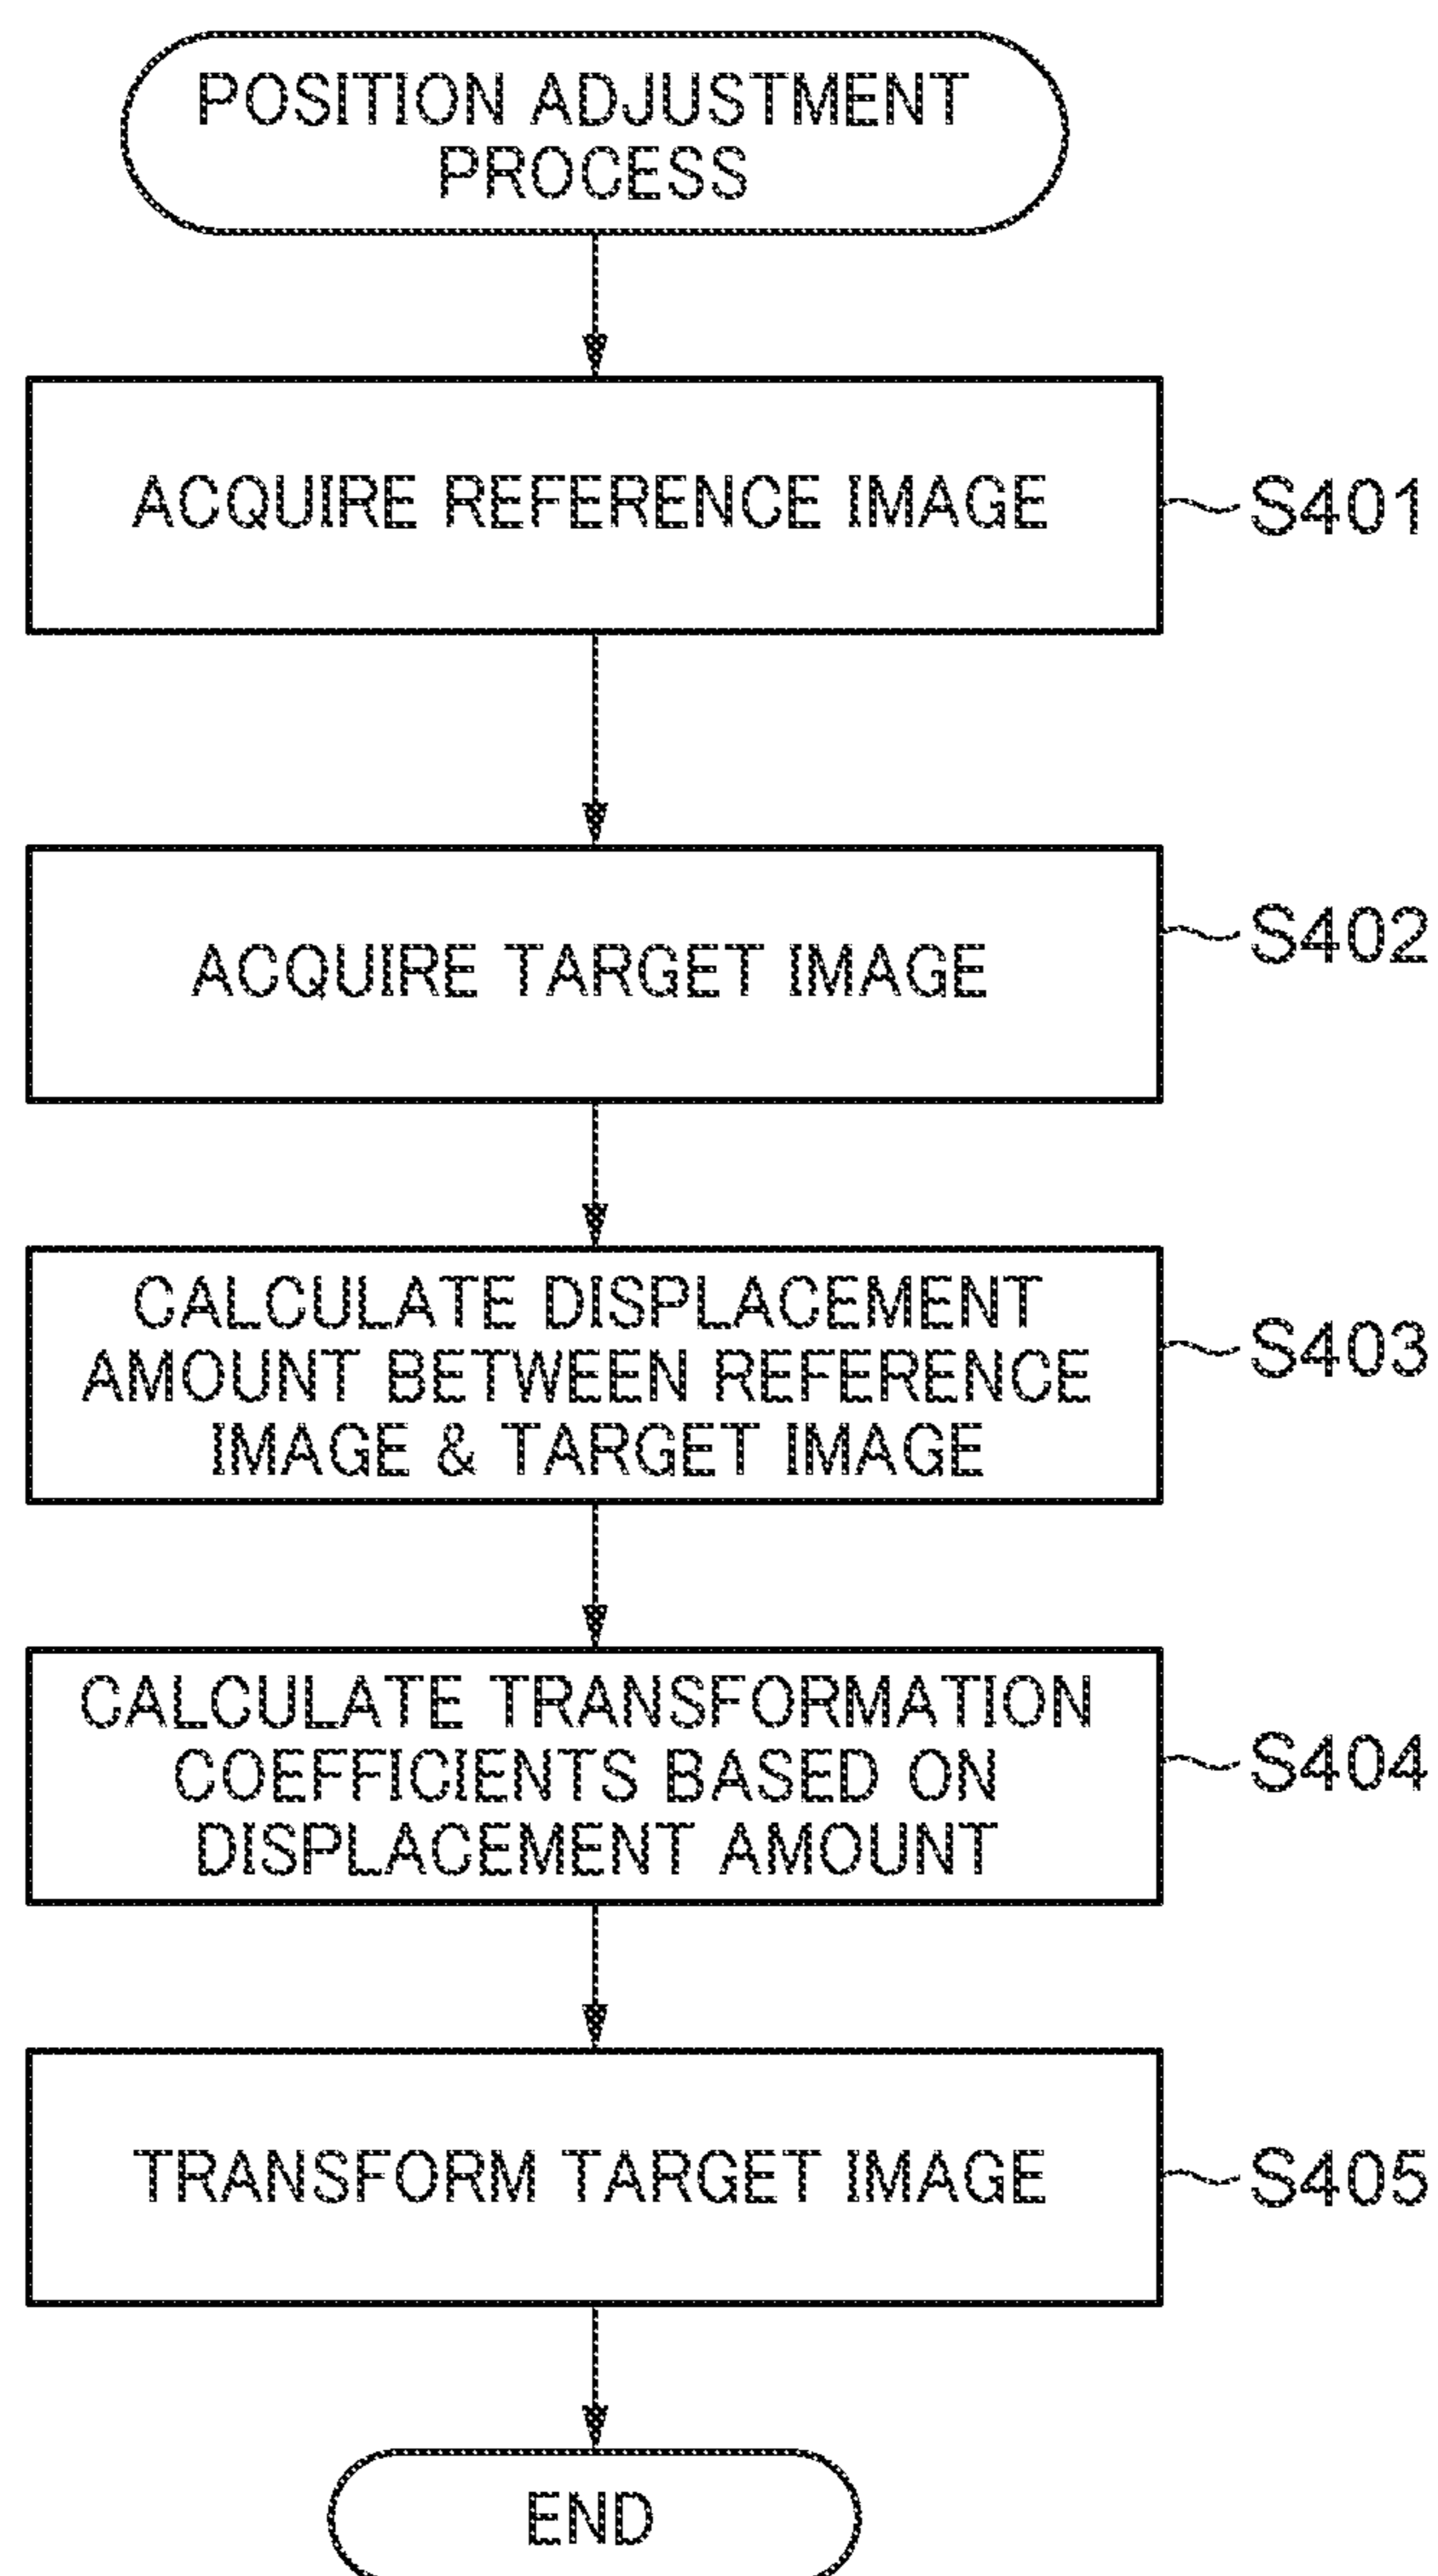 POSITION ADJUSTMENT
PROCESS
ACQUIRE REFERENCE IMAGE
S401
ACQUIRE TARGET IMAGE
S402
CALCULATE DISPLACEMENT
AMOUNT BETWEEN REFERENCE
IMAGE & TARGET IMAGE
S403
CALCULATE TRANSFORMATION
COEFFICIENTS BASED ON
DISPLACEMENT AMOUNT
S404
TRANSFORM TARGET IMAGE
S405
END